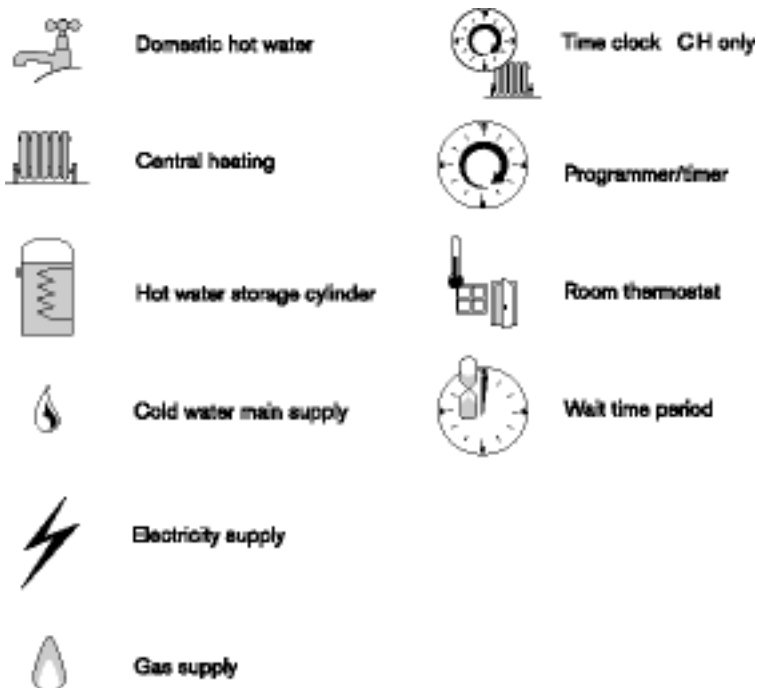 Domestic hot water
Central heating
Hot water storage cylinder
Cold water main supply
Electricity supply
Gas supply
Time clock CH only
Programmer/timer
Room thermostat
Wait time period